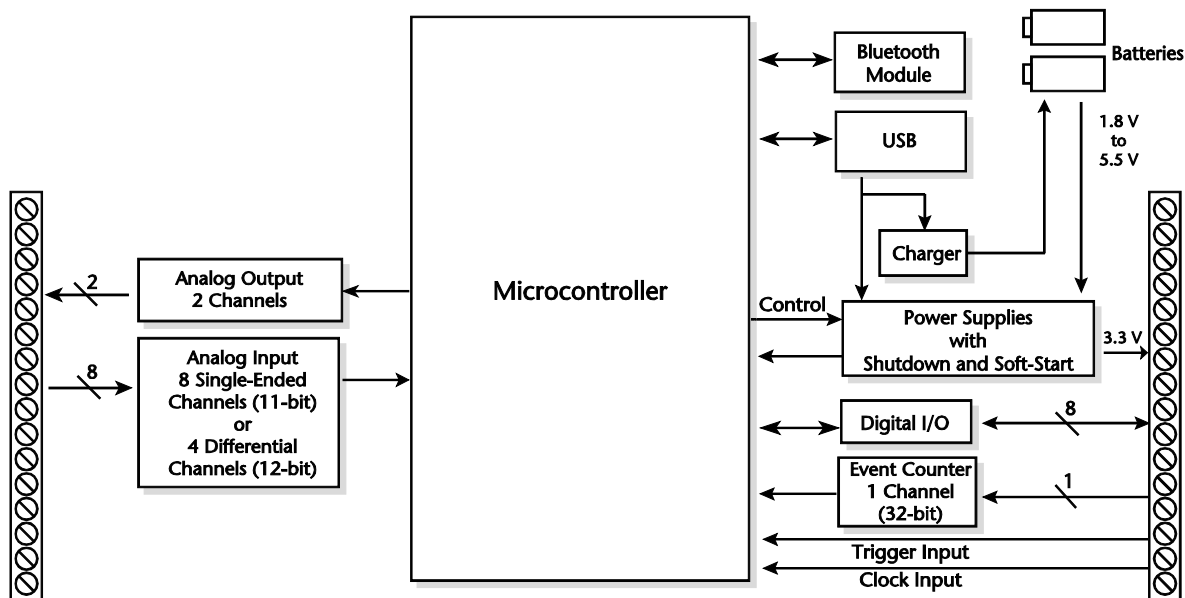 Bluetooth
Module
Batteries
USB
1.8 V
to
5.5 V
Charger
Analog Output
2 Channels
2
Microcontroller
Control
Power Supplies
with
Shutdown and Soft-Start
3.3 V
Analog Input
8 Single-Ended
Channels (11-bit)
or
4 Differential
Channels (12-bit)
8
Digital I/O
8
Event Counter
1 Channel
(32-bit)
1
Trigger Input
Clock Input